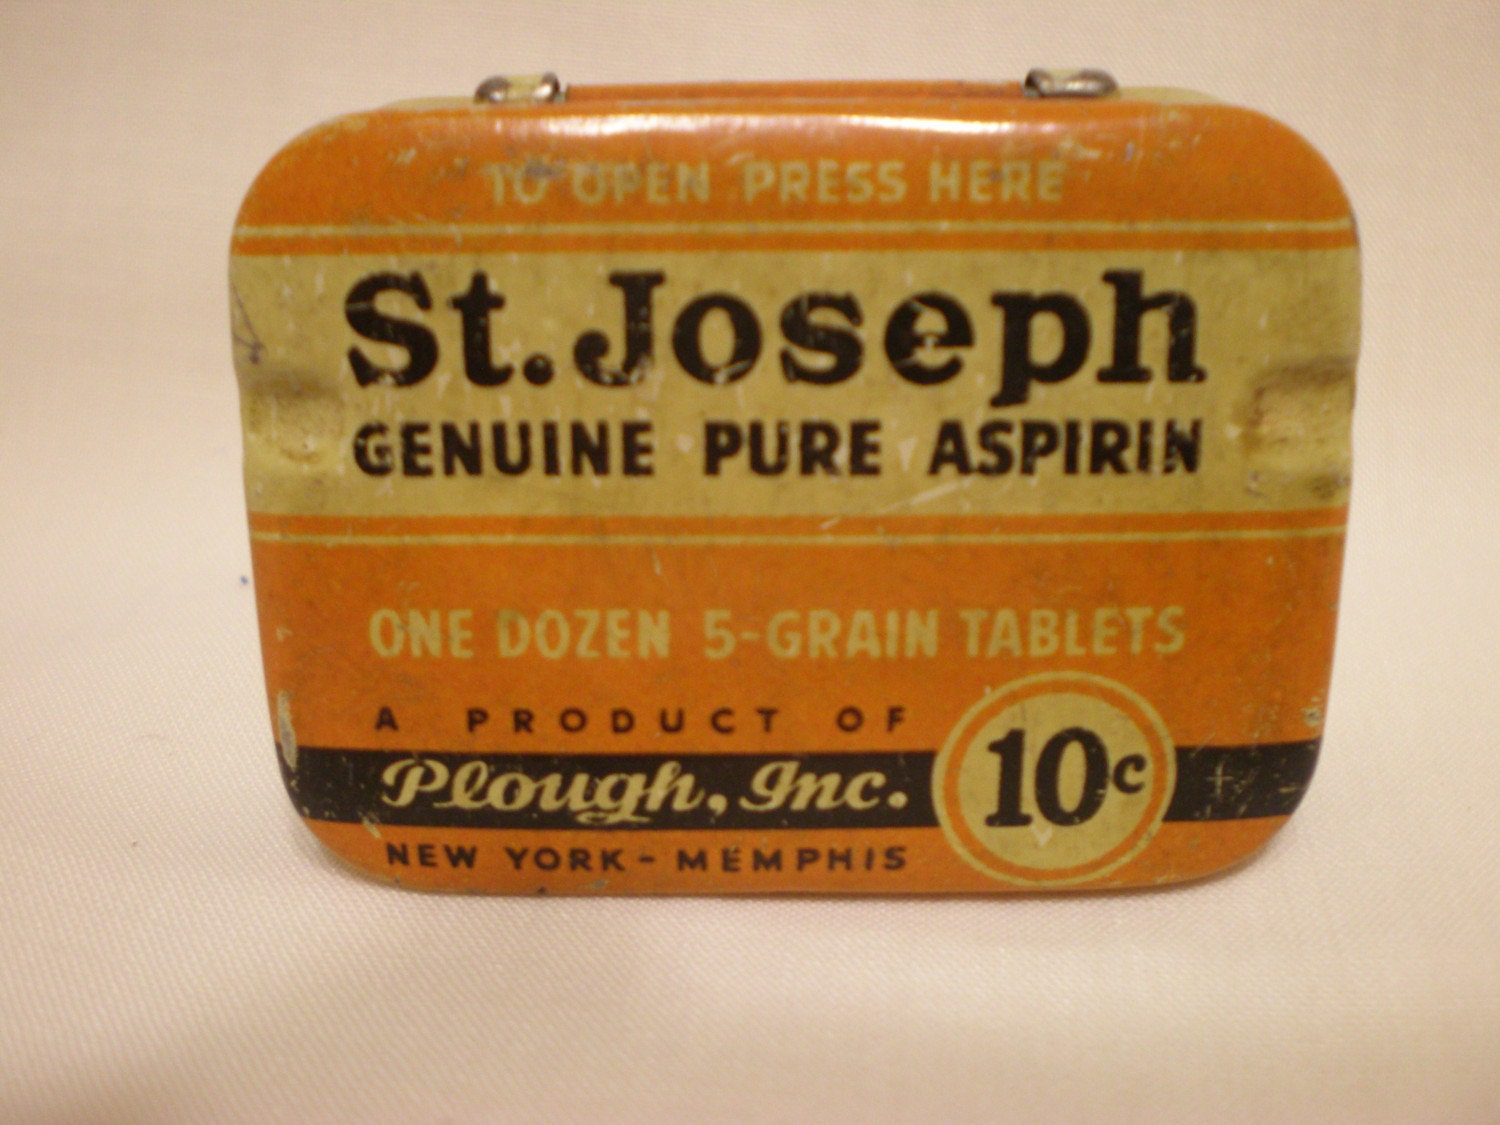 TO OPEN PRESS HERE
St. Joseph
GENUINE PURE ASPIRIN
ONE DOZEN 5-GRAIN TABLETS
A PRODUCT OF
Plough, Inc.
10c
NEW YORK - MEMPHIS